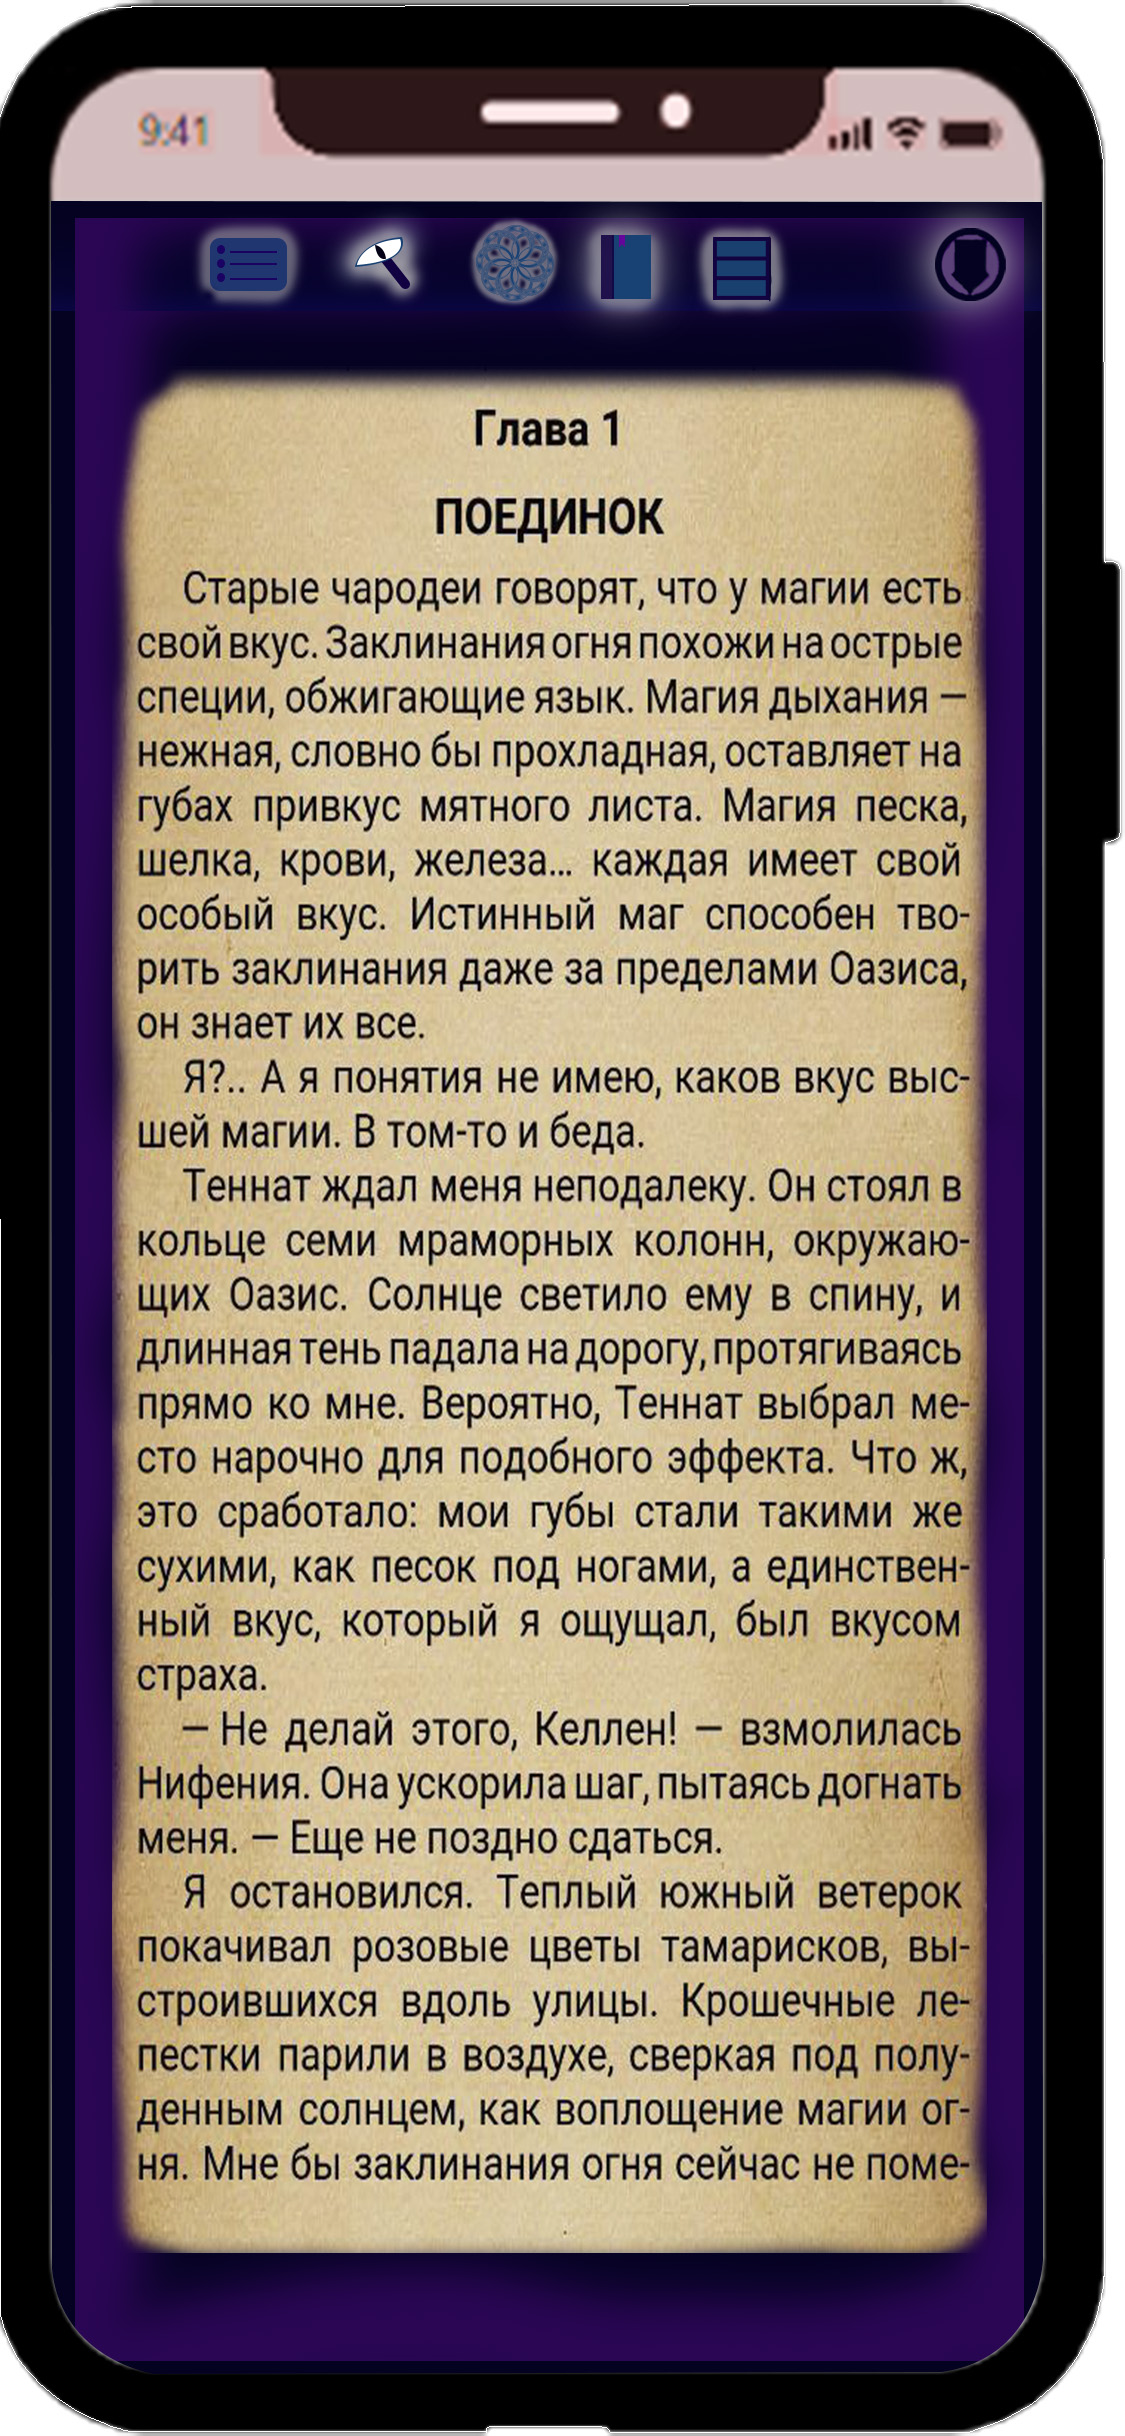 9:41
Глава 1
ПОЕДИНОК
Старые чародеи говорят, что у магии есть
свой вкус. Заклинания огня похожи на острые
специи, обжигающие язык. Магия дыхания —
нежная, словно бы прохладная, оставляет на
губах привкус мятного листа. Магия песка,
шелка, крови, железа... каждая имеет свой
особый вкус. Истинный маг способен тво-
рить заклинания даже за пределами Оазиса,
он знает их все.
Я?.. А я понятия не имею, каков вкус выс-
шей магии. В том-то и беда.
Теннат ждал меня неподалеку. Он стоял в
кольце семи мраморных колонн, окружаю-
щих Оазис. Солнце светило ему в спину, и
длинная тень падала на дорогу, протягиваясь
прямо ко мне. Вероятно, Теннат выбрал ме-
сто нарочно для подобного эффекта. Что ж,
это сработало: мои губы стали такими же
сухими, как песок под ногами, а единствен-
ный вкус, который я ощущал, был вкусом
страха.
— Не делай этого, Келлен! — взмолилась
Нифения. Она ускорила шаг, пытаясь догнать
меня. — Еще не поздно сдаться.
Я остановился. Теплый южный ветерок
покачивал розовые цветы тамарисков, вы-
строившихся вдоль улицы. Крошечные ле-
пестки парили в воздухе, сверкая под полу-
денным солнцем, как воплощение магии ог-
ня. Мне бы заклинания огня сейчас не поме-